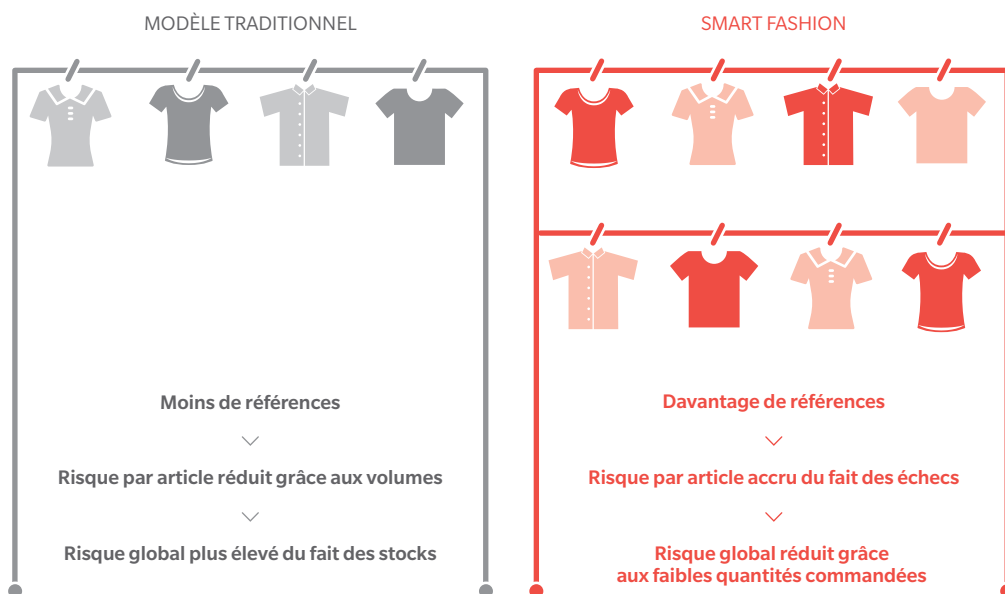 MODÈLE TRADITIONNEL
Moins de références
Risque par article réduit grâce aux volumes
Risque global plus élevé du fait des stocks
SMART FASHION
Davantage de références
Risque par article accru du fait des échecs
Risque global réduit grâce
aux faibles quantités commandées